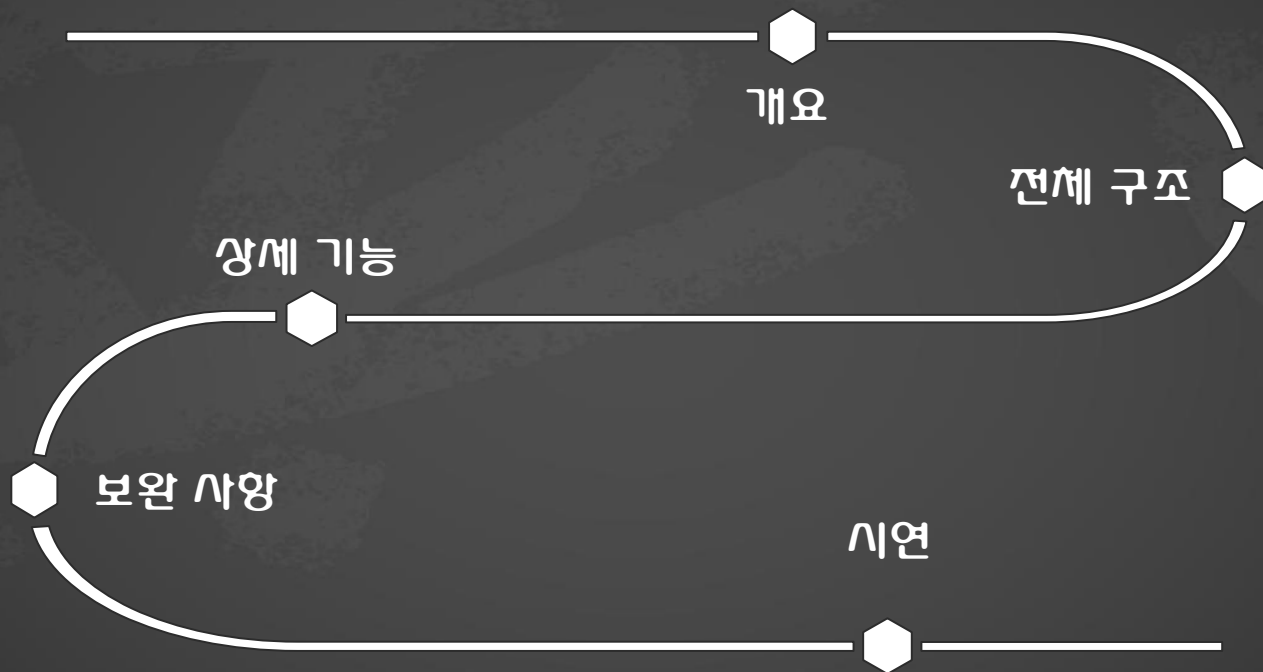 개요
전체 구조
상세 기능
보완 사항
시연